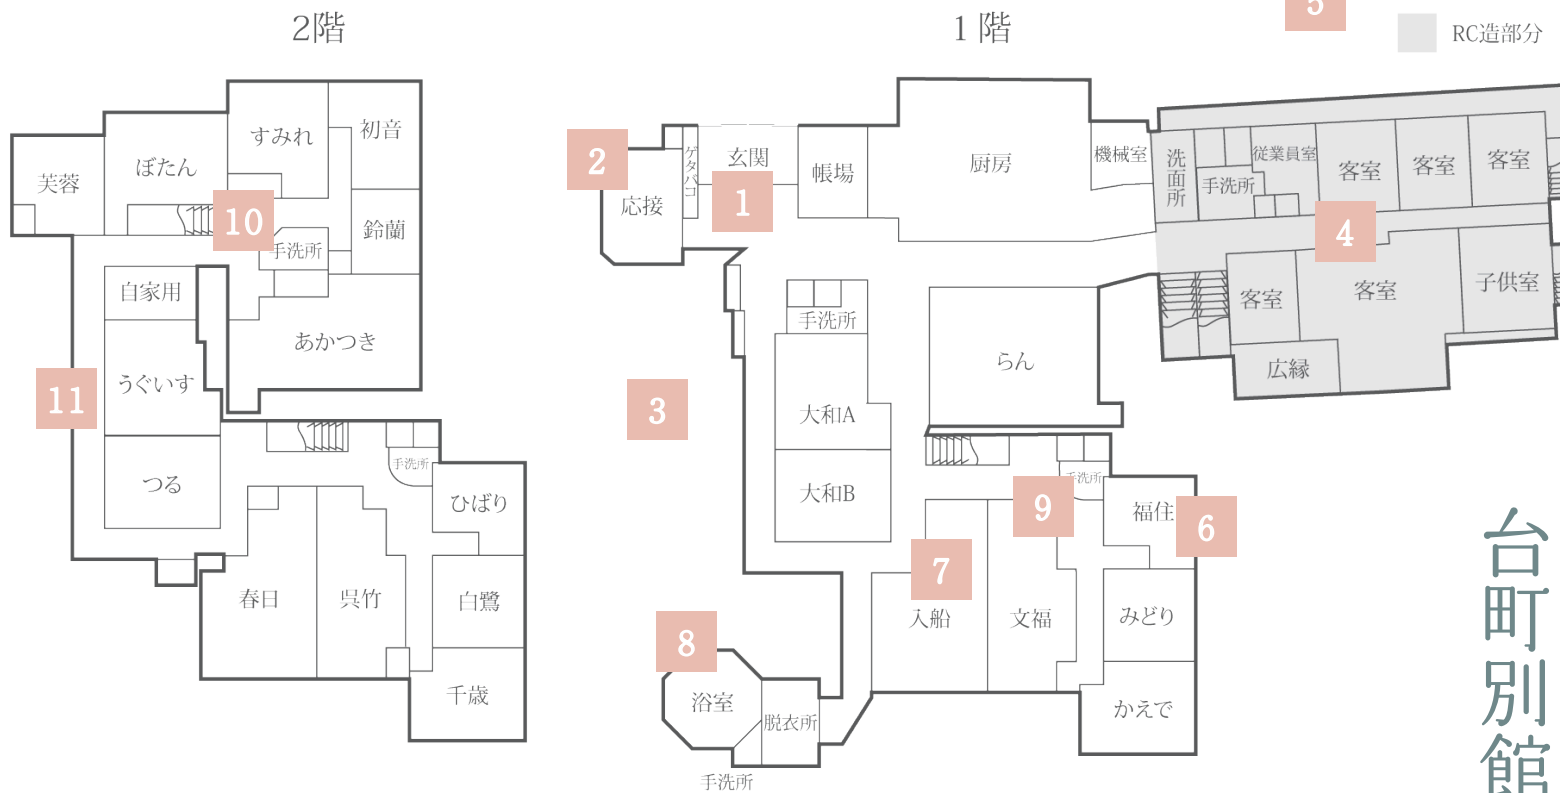 2階
芙蓉
ぼたん
すみれ
初音
鈴蘭
10
手洗所
自家用
あかつき
11
うぐいす
つる
手洗所
ひばり
春日
呉竹
白鷺
千歳
1階
5
RC造部分
2
応接
ゲタバコ
玄関
1
帳場
厨房
機械室
洗面所
手洗所
従業員室
客室
客室
客室
4
客室
客室
子供室
広縁
手洗所
3
大和A
大和B
らん
手洗所
9
福住
6
7
入船
文福
みどり
かえで
8
浴室
脱衣所
手洗所
台町別館